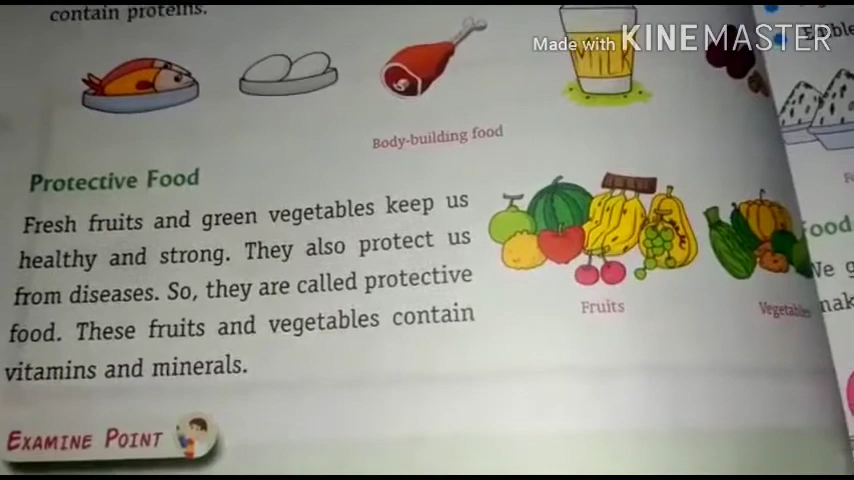 contain proteins.
Made with KINEMASTER
Edible
MILK
Body-building food
Protective Food
Fresh fruits and green vegetables keep us
healthy and strong. They also protect us
from diseases. So, they are called protective
food. These fruits and vegetables contain
vitamins and minerals.
Fruits
Vegetables
EXAMINE POINT